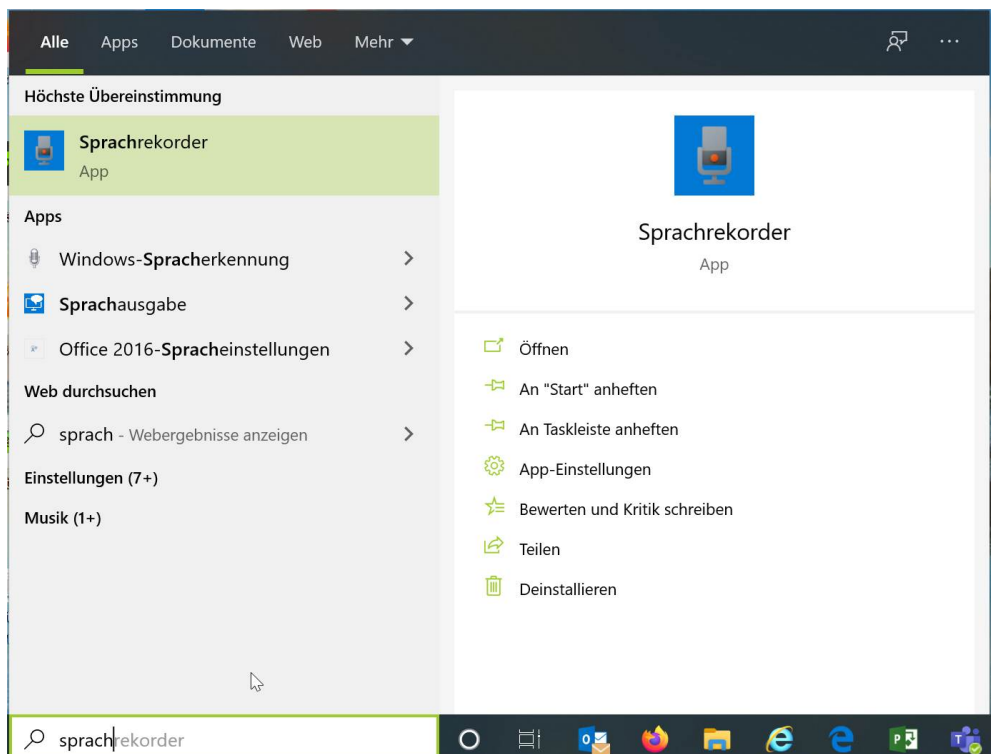 Alle Apps Dokumente Web Mehr
Höchste Übereinstimmung
Sprachrekorder
App
Apps
Windows-Spracherkennung
Sprachausgabe
Office 2016-Spracheinstellungen
Web durchsuchen
sprach - Webergebnisse anzeigen
Einstellungen (7+)
Musik (1+)
Sprachrekorder
App
Öffnen
An "Start" anheften
An Taskleiste anheften
App-Einstellungen
Bewerten und Kritik schreiben
Teilen
Deinstallieren
sprachrekorder